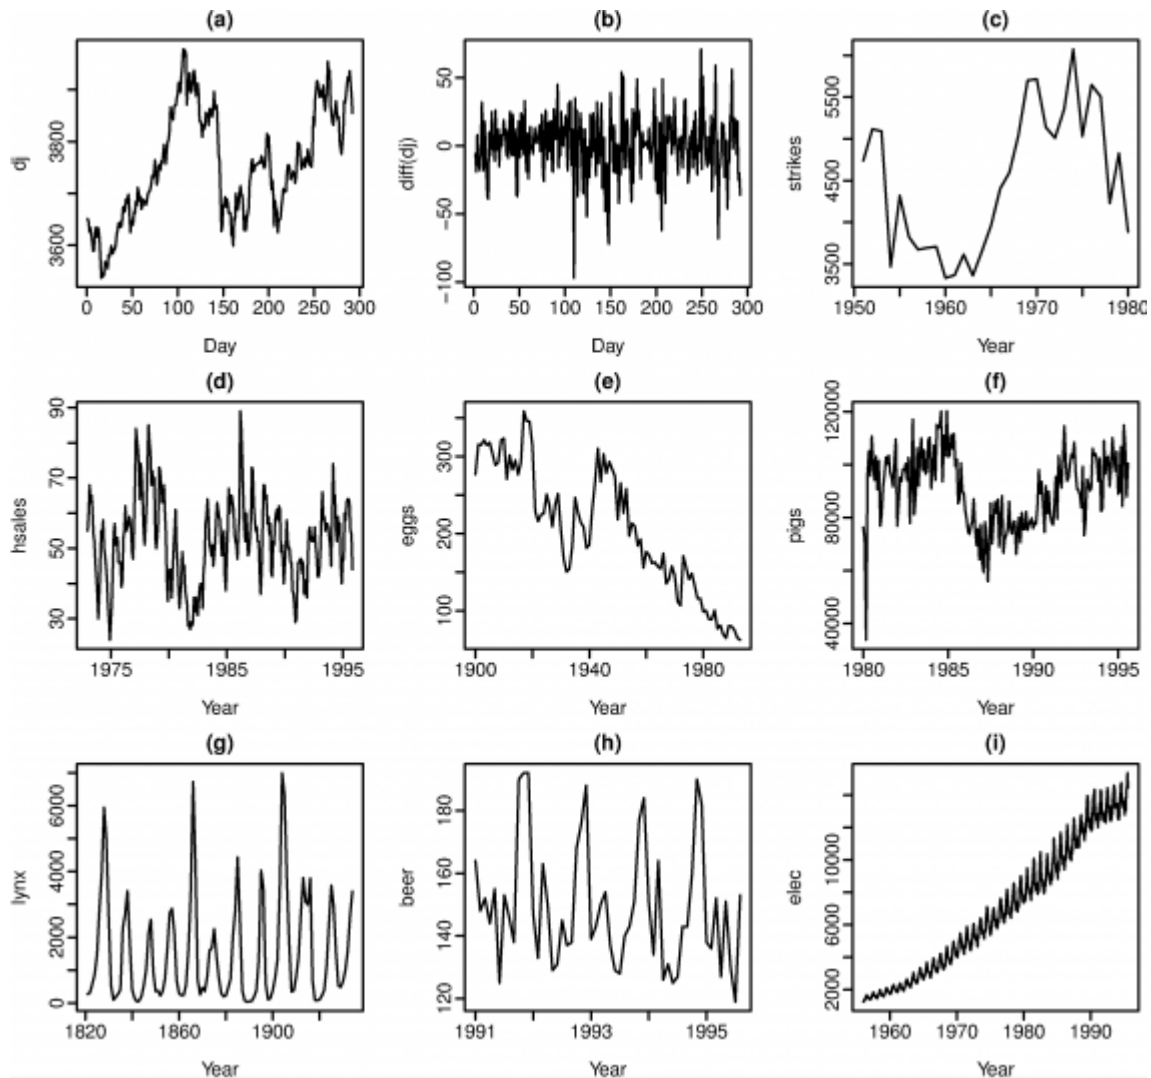 (a)
dj
3600 3800
0 50 100 150 200 250 300
Day
(b)
diff(dj)
−100 −50 0 50
0 50 100 150 200 250 300
Day
(c)
strikes
3500 4500 5500
1950 1960 1970 1980
Year
(d)
hsales
30 50 70 90
1975 1985 1995
Year
(e)
eggs
100 200 300
1900 1940 1980
Year
(f)
pigs
40000 80000 120000
1980 1985 1990 1995
Year
(g)
lynx
0 2000 4000 6000
1820 1860 1900
Year
(h)
beer
120 140 160 180
1991 1993 1995
Year
(i)
elec
2000 6000 10000
1960 1970 1980 1990
Year